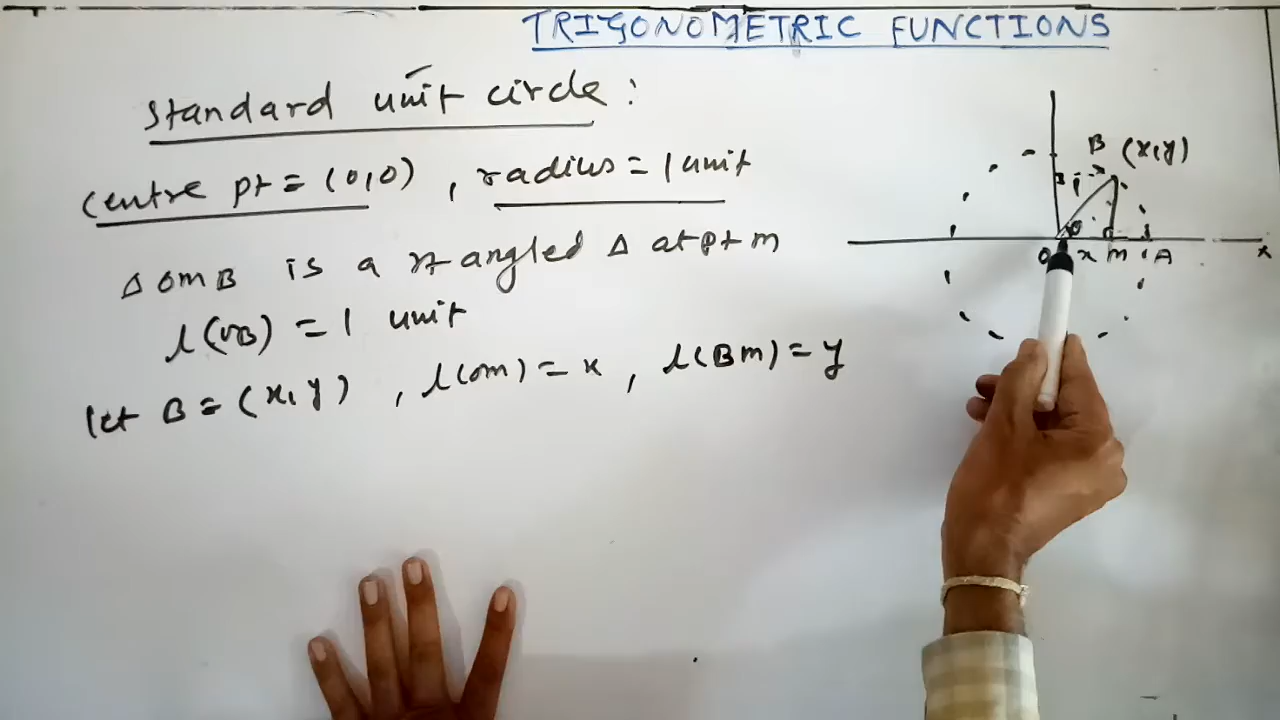 TRIGONOMETRIC FUNCTIONS
Standard unit circle :
Centre pt = (0,0) , radius = 1 unit
Δ OMB is a rt angled Δ at pt M
l(OB) = 1 unit
let B = (x, y) , l(OM) = x , l(BM) = y
B (x,y)
1
θ
O x M A x